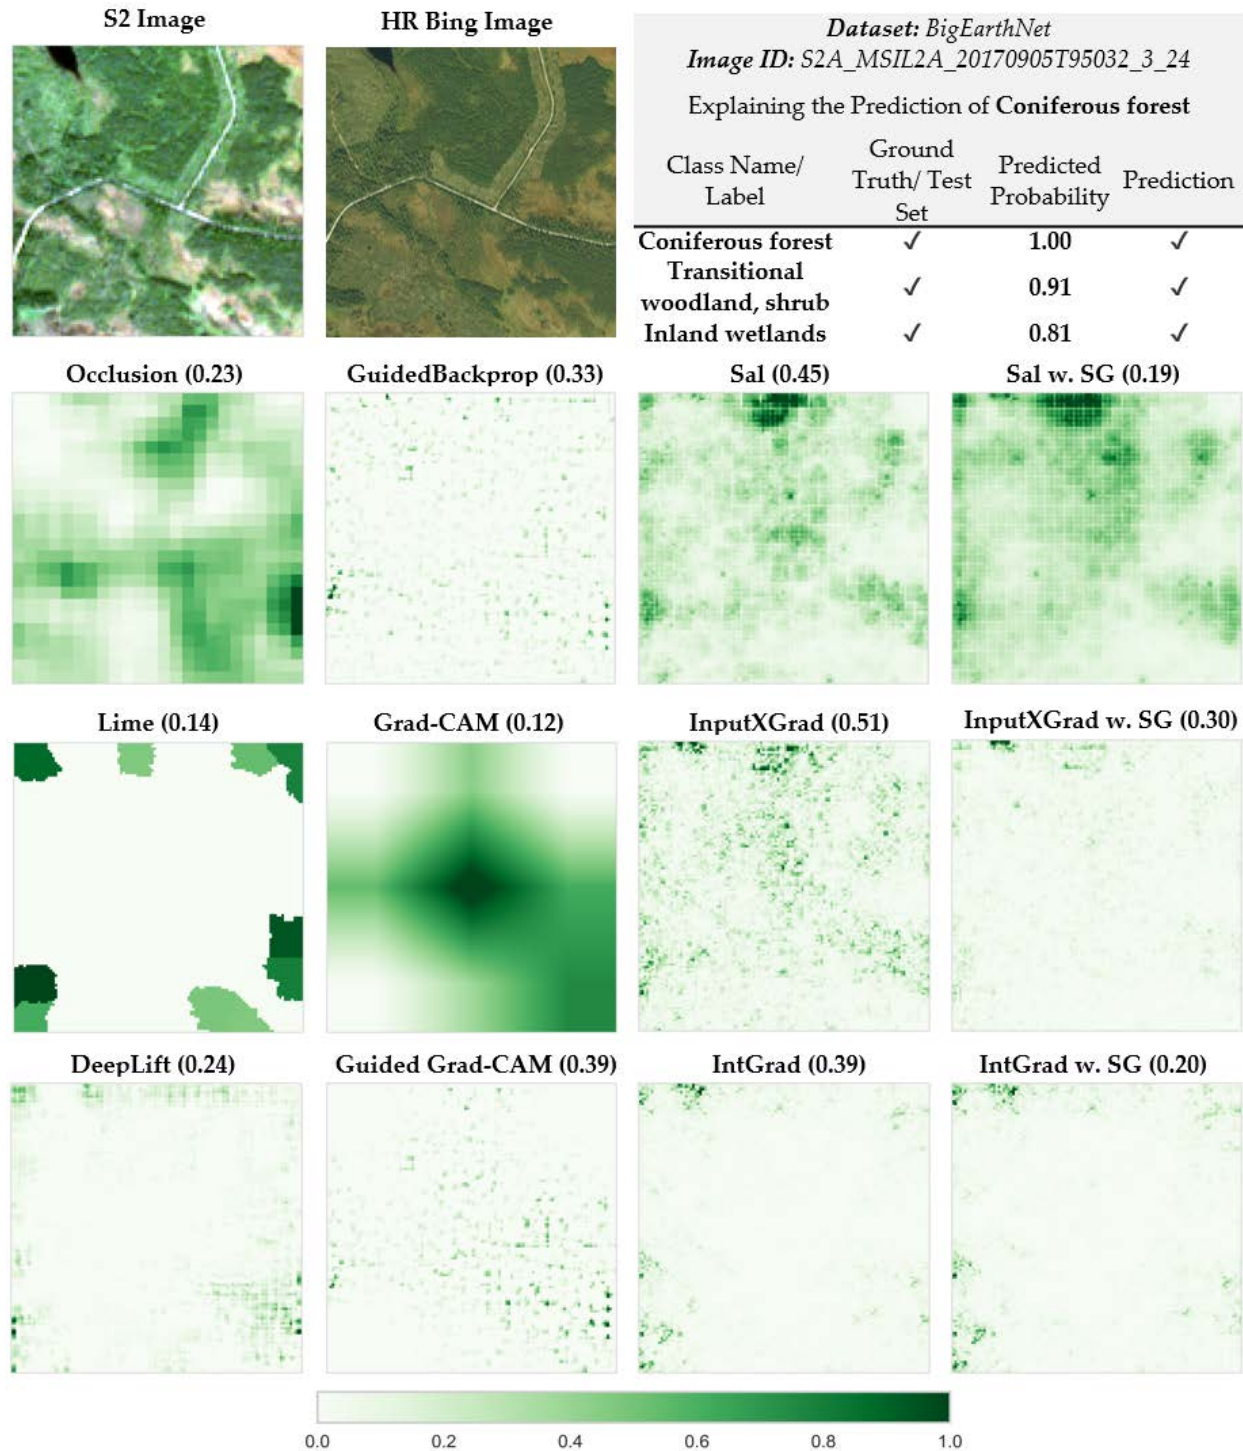 S2 Image
HR Bing Image
Dataset: BigEarthNet
Image ID: S2A_MSIL2A_20170905T95032_3_24
Explaining the Prediction of Coniferous forest
Class Name/ Label
Ground Truth/ Test Set
Predicted Probability
Prediction
Coniferous forest ✓ 1.00 ✓
Transitional woodland, shrub ✓ 0.91 ✓
Inland wetlands ✓ 0.81 ✓
Occlusion (0.23)
GuidedBackprop (0.33)
Sal (0.45)
Sal w. SG (0.19)
Lime (0.14)
Grad-CAM (0.12)
InputXGrad (0.51)
InputXGrad w. SG (0.30)
DeepLift (0.24)
Guided Grad-CAM (0.39)
IntGrad (0.39)
IntGrad w. SG (0.20)
0.0 0.2 0.4 0.6 0.8 1.0